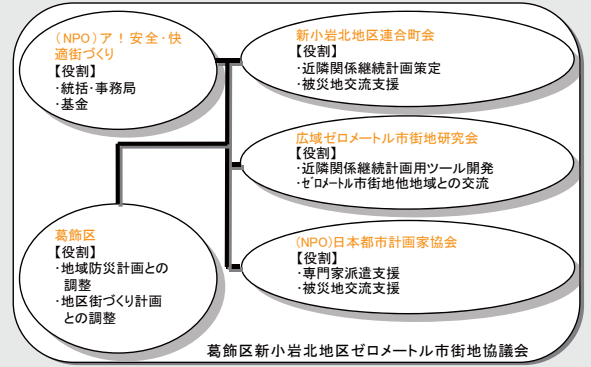 (NPO)ア！安全・快
適街づくり
【役割】
・統括・事務局
・基金
新小岩北地区連合町会
【役割】
・近隣関係継続計画策定
・被災地交流支援
広域ゼロメートル市街地研究会
【役割】
・近隣関係継続計画用ツール開発
・ｾﾞﾛﾒｰﾄﾙ市街地他地域との交流
葛飾区
【役割】
・地域防災計画との
調整
・地区街づくり計画
との調整
(NPO)日本都市計画家協会
【役割】
・専門家派遣支援
・被災地交流支援
葛飾区新小岩北地区ゼロメートル市街地協議会